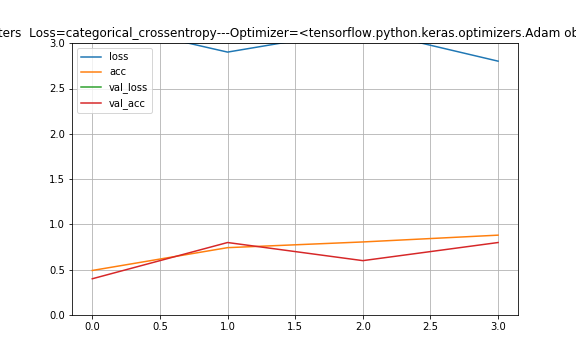 ters Loss=categorical_crossentropy---Optimizer=<tensorflow.python.keras.optimizers.Adam ob
3.0
2.5
2.0
1.5
1.0
0.5
0.0
loss
acc
val_loss
val_acc
0.0 0.5 1.0 1.5 2.0 2.5 3.0